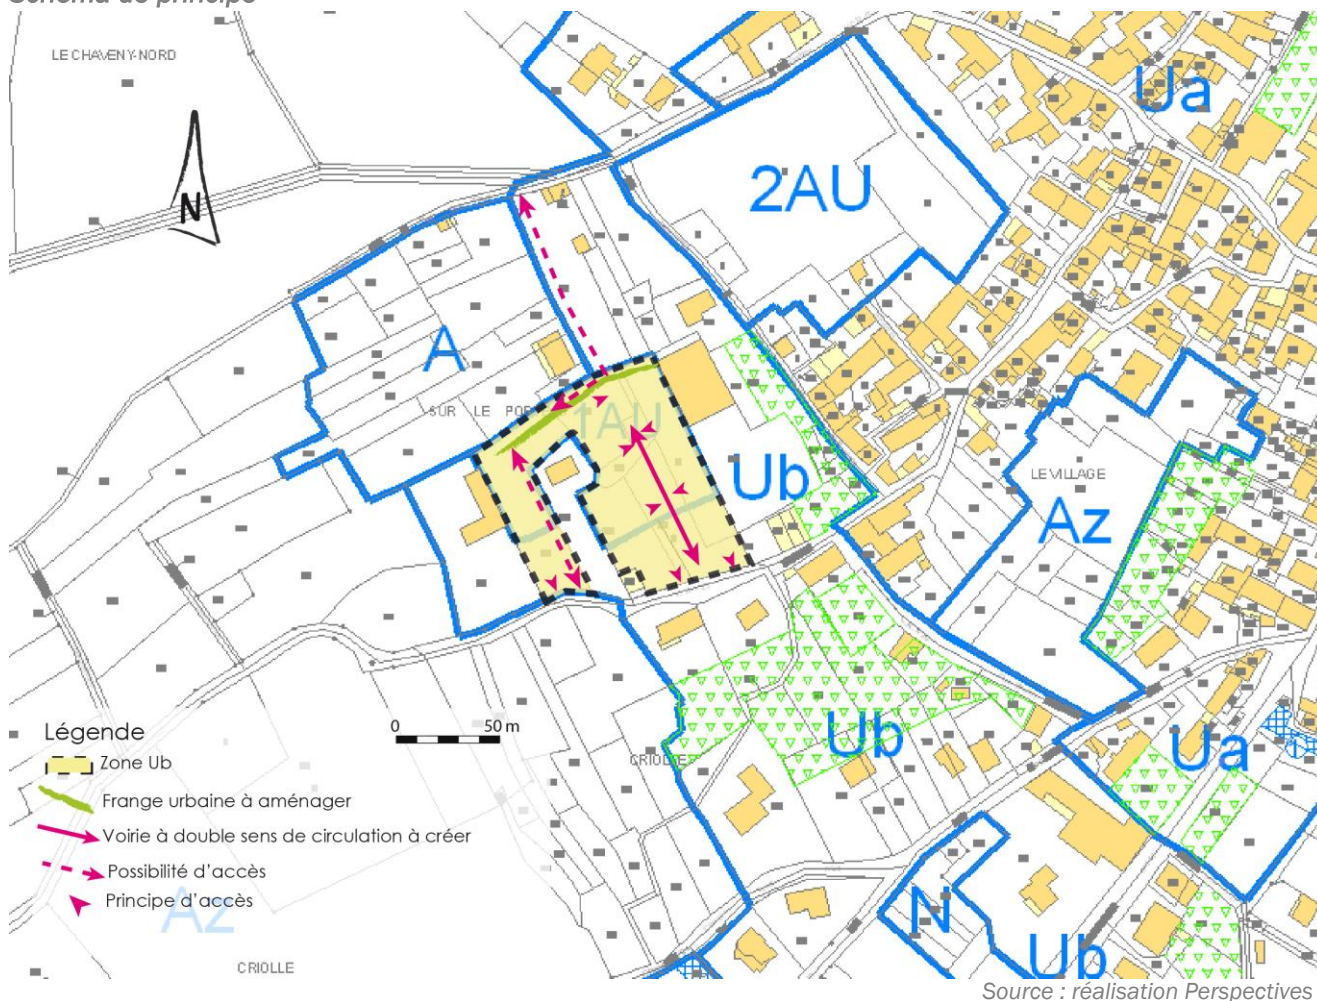 Schéma de principe
LE CHAVENY-NORD
Ua
N
2AU
A
SUR LE POR
1AU
Ub
LE VILLAGE
Az
Légende
0 50 m
Zone Ub
Ub
Ua
CRIOLLE
Frange urbaine à aménager
Voirie à double sens de circulation à créer
Possibilité d'accès
Principe d'accès
Az
N
Ub
CRIOLLE
Source : réalisation Perspectives